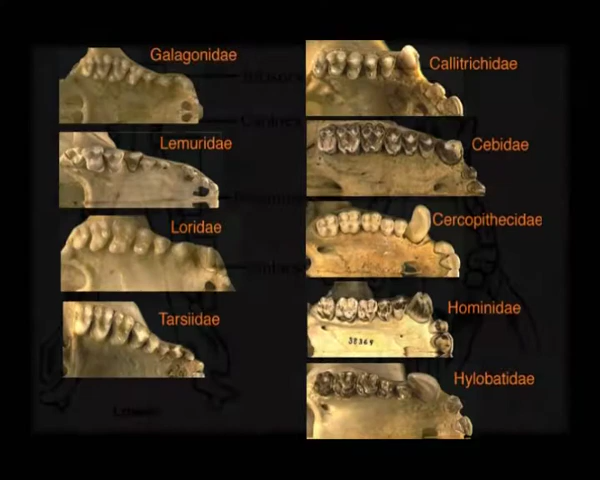 Galagonidae
Lemuridae
Loridae
Tarsiidae
Callitrichidae
Cebidae
Cercopithecidae
Hominidae
38369
Hylobatidae